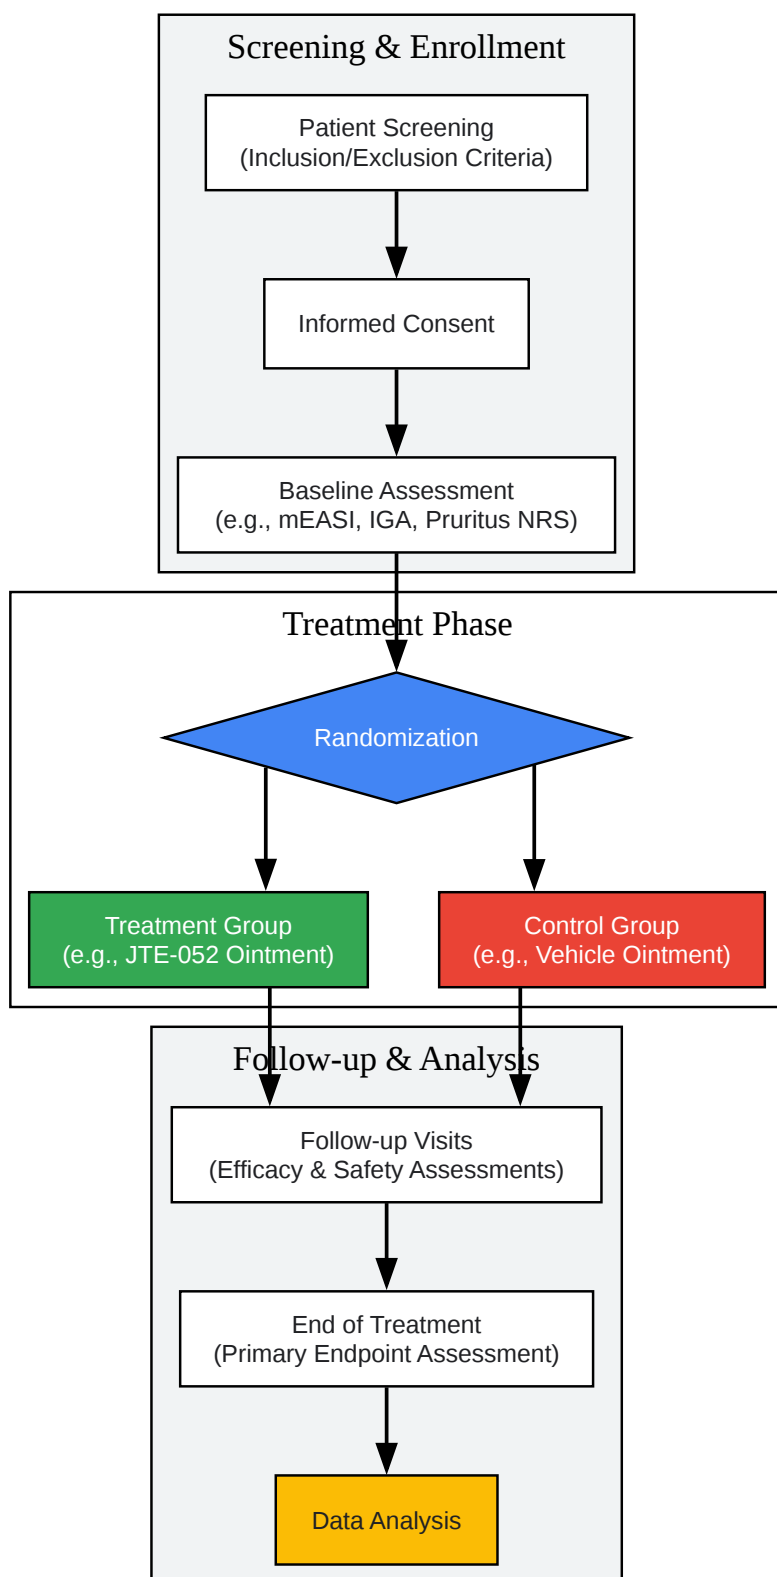 Screening & Enrollment
Patient Screening
(Inclusion/Exclusion Criteria)
Informed Consent
Baseline Assessment
(e.g., mEASI, IGA, Pruritus NRS)
Treatment Phase
Randomization
Treatment Group
(e.g., JTE-052 Ointment)
Control Group
(e.g., Vehicle Ointment)
Follow-up & Analysis
Follow-up Visits
(Efficacy & Safety Assessments)
End of Treatment
(Primary Endpoint Assessment)
Data Analysis